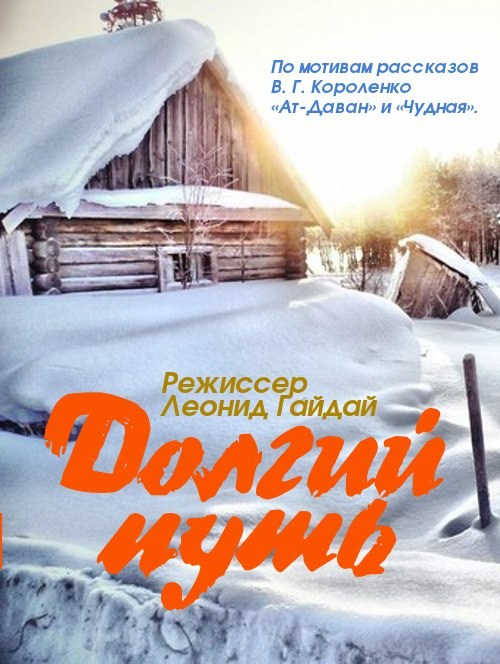 По мотивам рассказов
В. Г. Короленко
«Ат-Даван» и «Чудная».
Режиссер
Леонид Гайдай
Долгий
путь